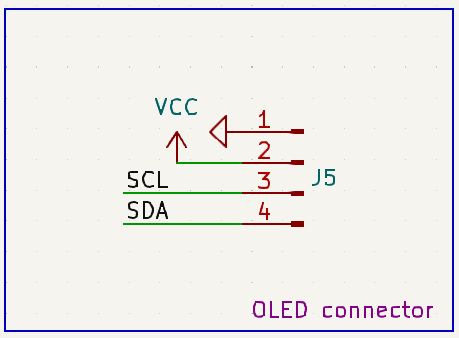 VCC
1
2
3
J5
SCL
SDA
4
OLED connector